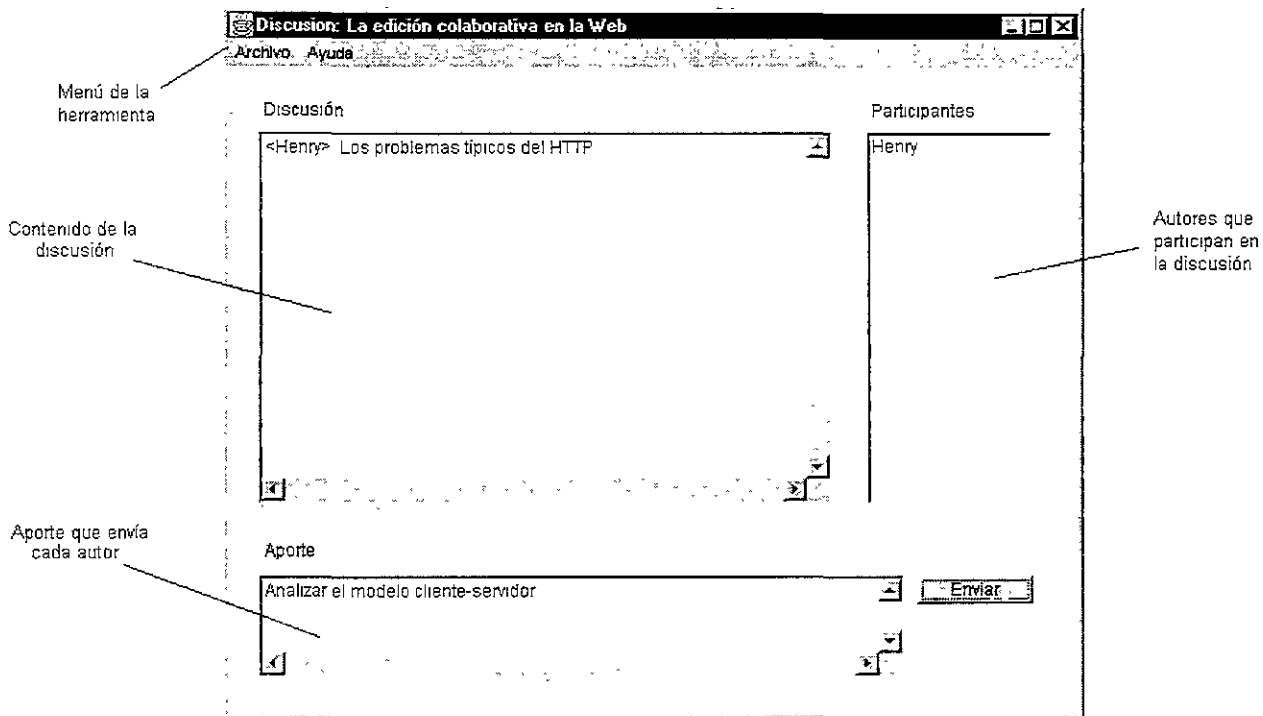 Discusion: La edición colaborativa en la Web
Archivo Ayuda
Menú de la
herramienta
Discusión
Participantes
<Henry> Los problemas típicos del HTTP
Henry
Contenido de la
discusión
Autores que
participan en
la discusión
Aporte que envía
cada autor
Aporte
Analizar el modelo cliente-servidor
Enviar